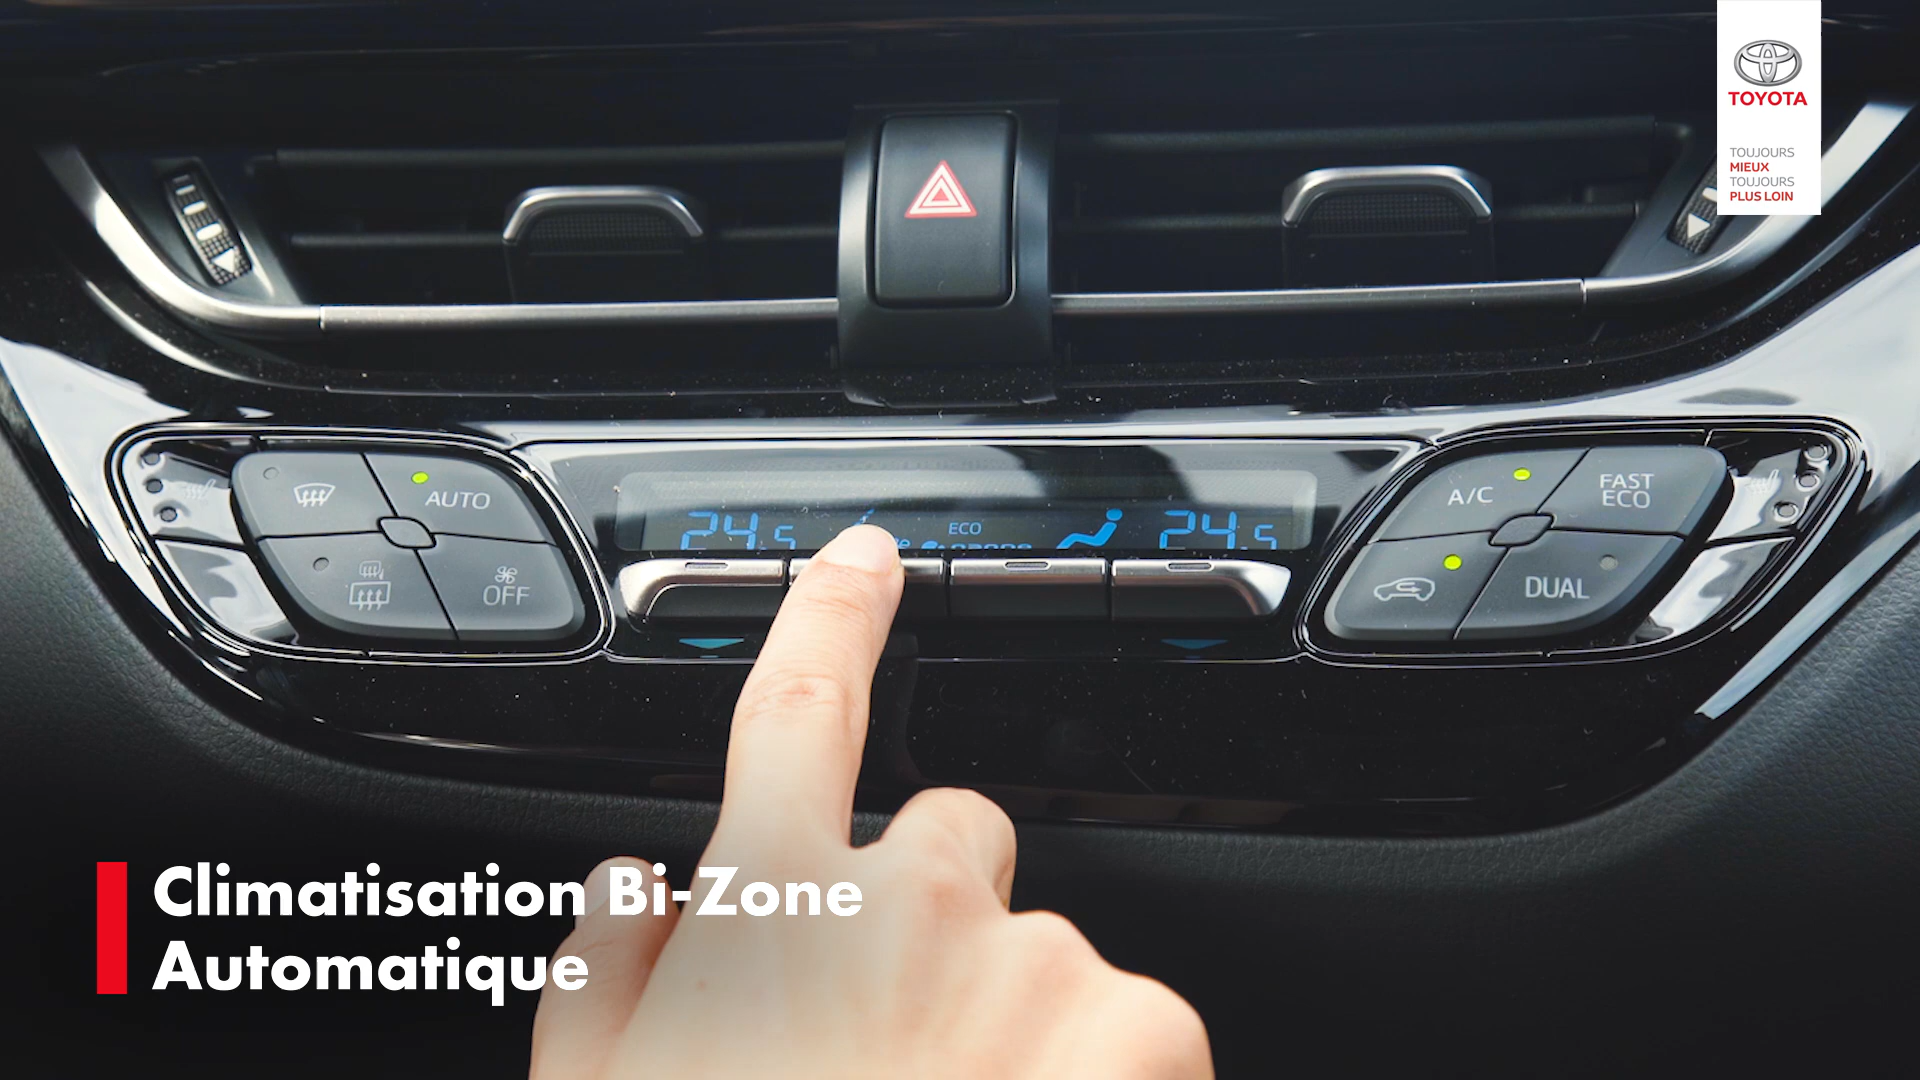 TOYOTA
TOUJOURS
MIEUX
TOUJOURS
PLUS LOIN
AUTO
OFF
24.5
ECO
24.5
A/C
FAST
ECO
DUAL
Climatisation Bi-Zone
Automatique